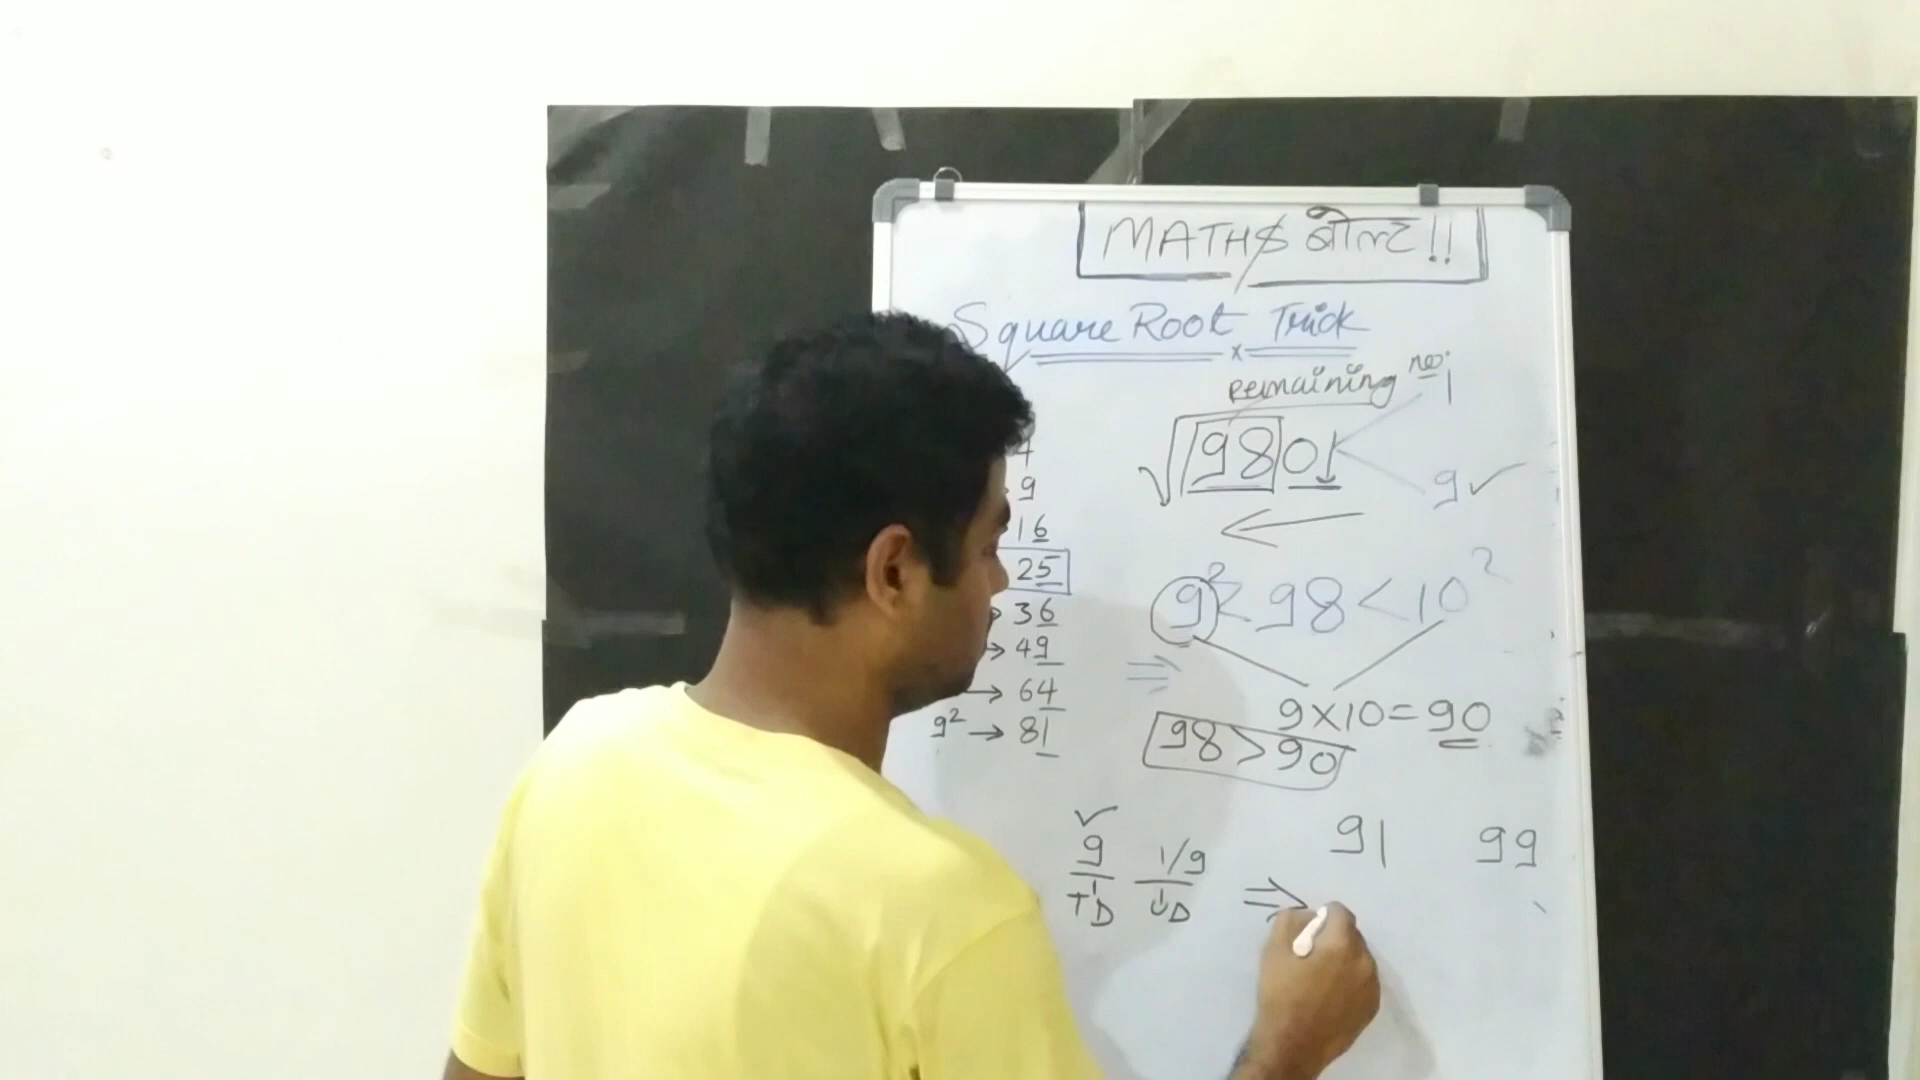 MATHS बोल्ट !!
Square Root Trick
remaining no.
√9801
1
9 ✓
4
9
16
25
36
49
64
9² → 81
9² < 98 < 10²
⇒
9×10=90
98>90
✓
9 1/9
TD UD
⇒
91 99